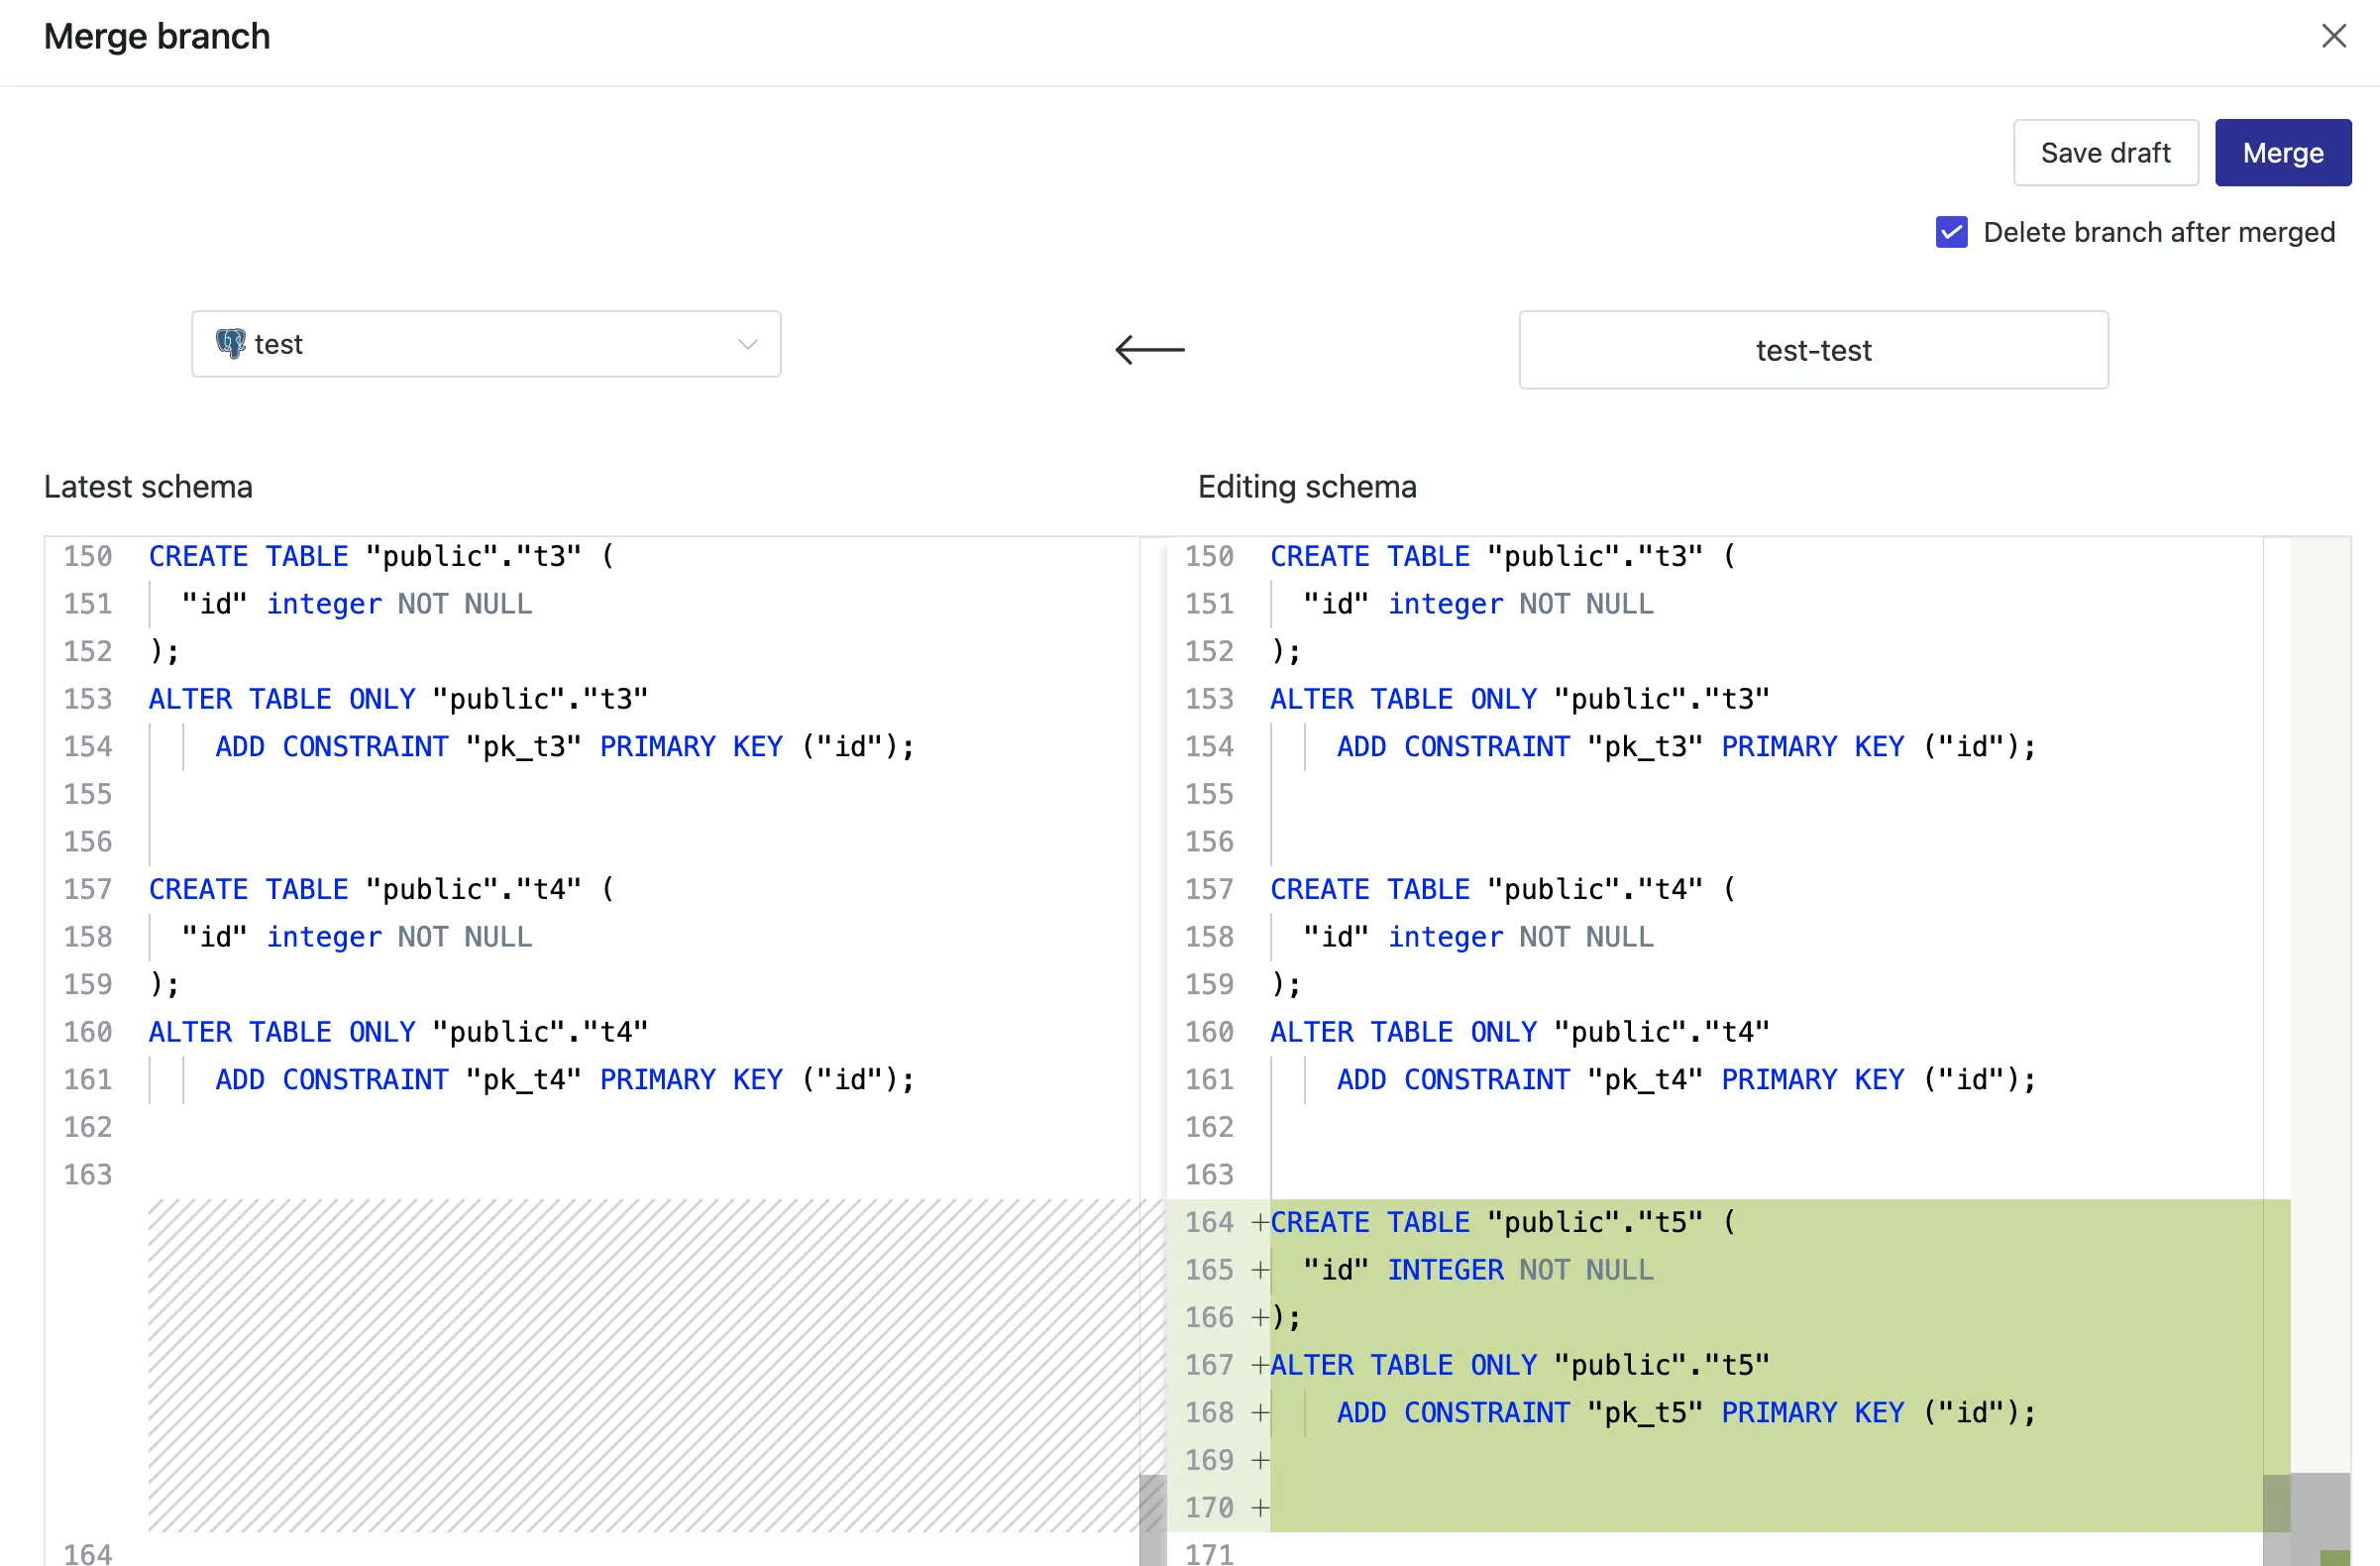 Merge branch
Save draft
Merge
Delete branch after merged
test
test-test
Latest schema
150 CREATE TABLE "public"."t3" (
151 "id" integer NOT NULL
152 );
153 ALTER TABLE ONLY "public"."t3"
154 ADD CONSTRAINT "pk_t3" PRIMARY KEY ("id");
155
156
157 CREATE TABLE "public"."t4" (
158 "id" integer NOT NULL
159 );
160 ALTER TABLE ONLY "public"."t4"
161 ADD CONSTRAINT "pk_t4" PRIMARY KEY ("id");
162
163
164
Editing schema
150 CREATE TABLE "public"."t3" (
151 "id" integer NOT NULL
152 );
153 ALTER TABLE ONLY "public"."t3"
154 ADD CONSTRAINT "pk_t3" PRIMARY KEY ("id");
155
156
157 CREATE TABLE "public"."t4" (
158 "id" integer NOT NULL
159 );
160 ALTER TABLE ONLY "public"."t4"
161 ADD CONSTRAINT "pk_t4" PRIMARY KEY ("id");
162
163
164 +CREATE TABLE "public"."t5" (
165 + "id" INTEGER NOT NULL
166 +);
167 +ALTER TABLE ONLY "public"."t5"
168 + ADD CONSTRAINT "pk_t5" PRIMARY KEY ("id");
169 +
170 +
171